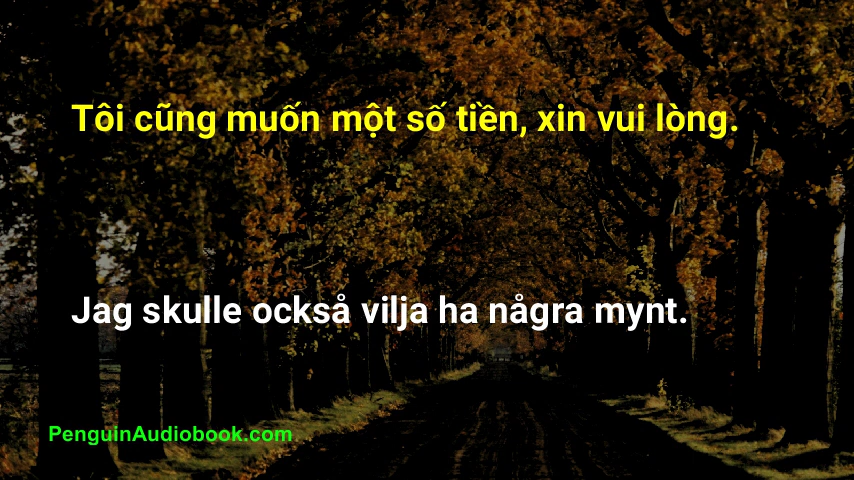 Tôi cũng muốn một số tiền, xin vui lòng.
Jag skulle också vilja ha några mynt.
PenguinAudiobook.com